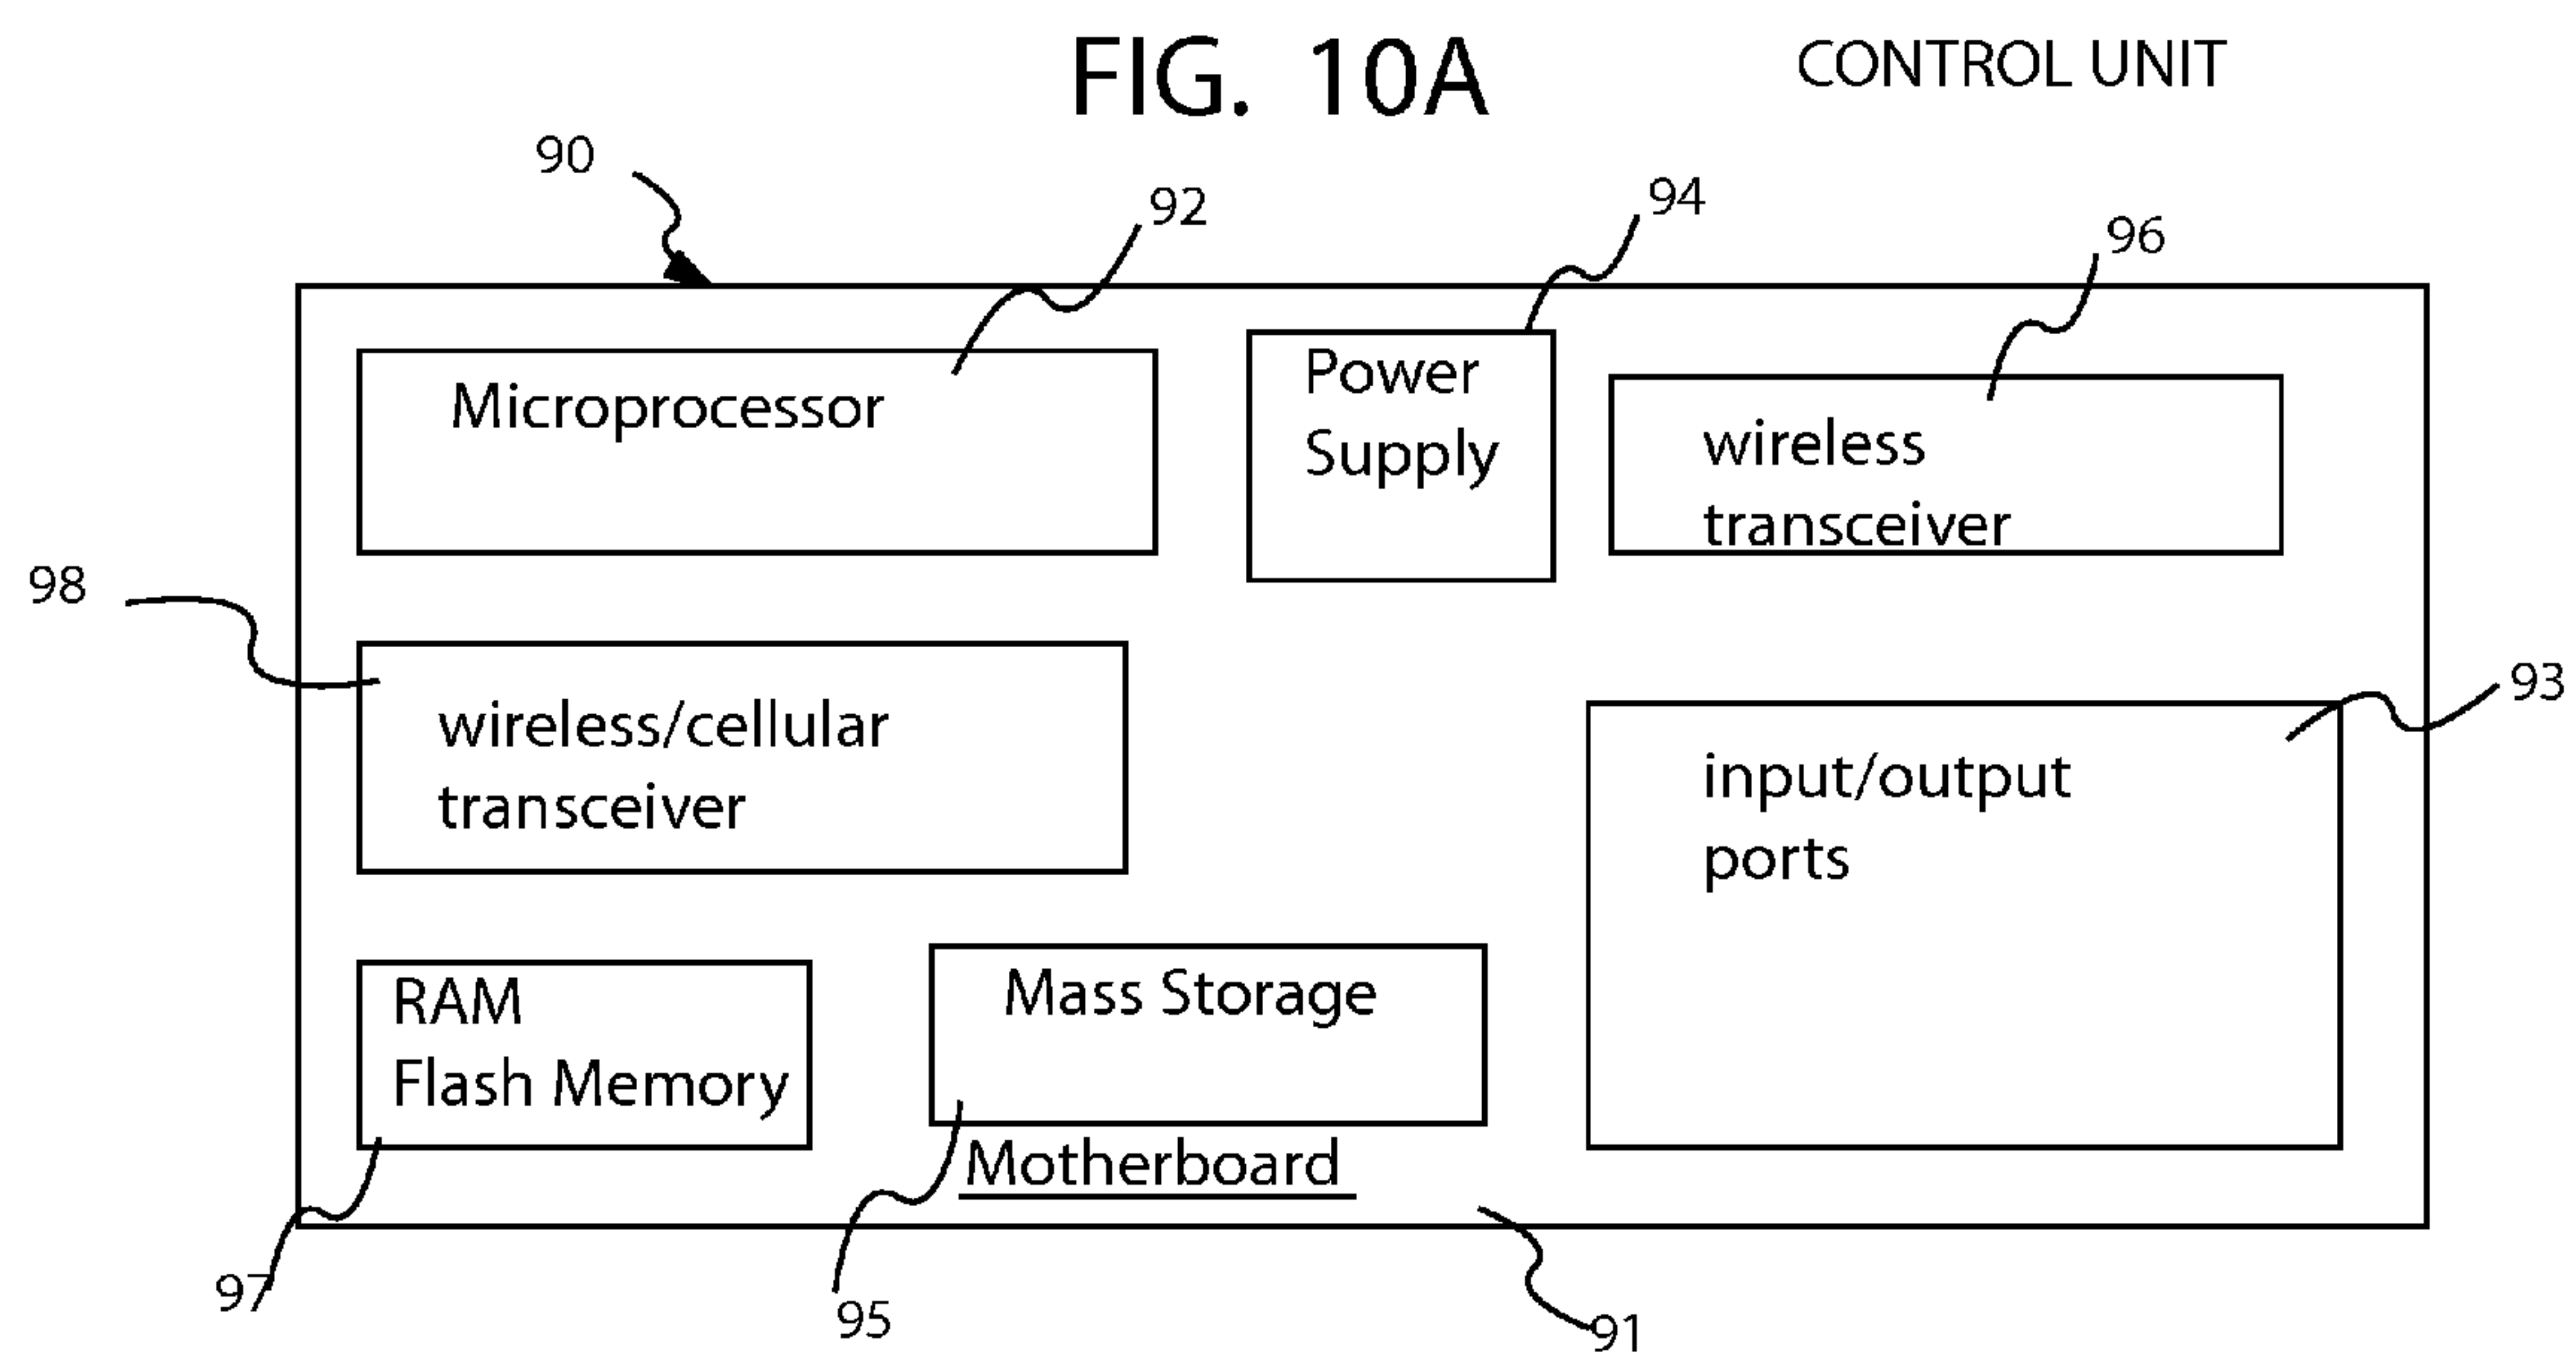 FIG. 10A
CONTROL UNIT
90
92
94
96
Microprocessor
Power
Supply
wireless
transceiver
98
wireless/cellular
transceiver
93
input/output
ports
RAM
Flash Memory
Mass Storage
Motherboard
97
95
91